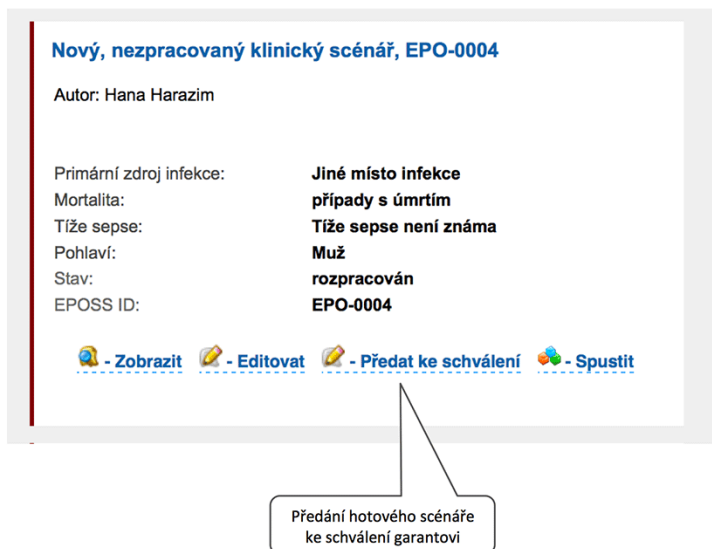 Nový, nezpracovaný klinický scénář, EPO-0004
Autor: Hana Harazim
Primární zdroj infekce: Jiné místo infekce
Mortalita: případy s úmrtím
Tíže sepse: Tíže sepse není známa
Pohlaví: Muž
Stav: rozpracován
EPOSS ID: EPO-0004
- Zobrazit - Editovat - Předat ke schválení - Spustit
Předání hotového scénáře
ke schválení garantovi